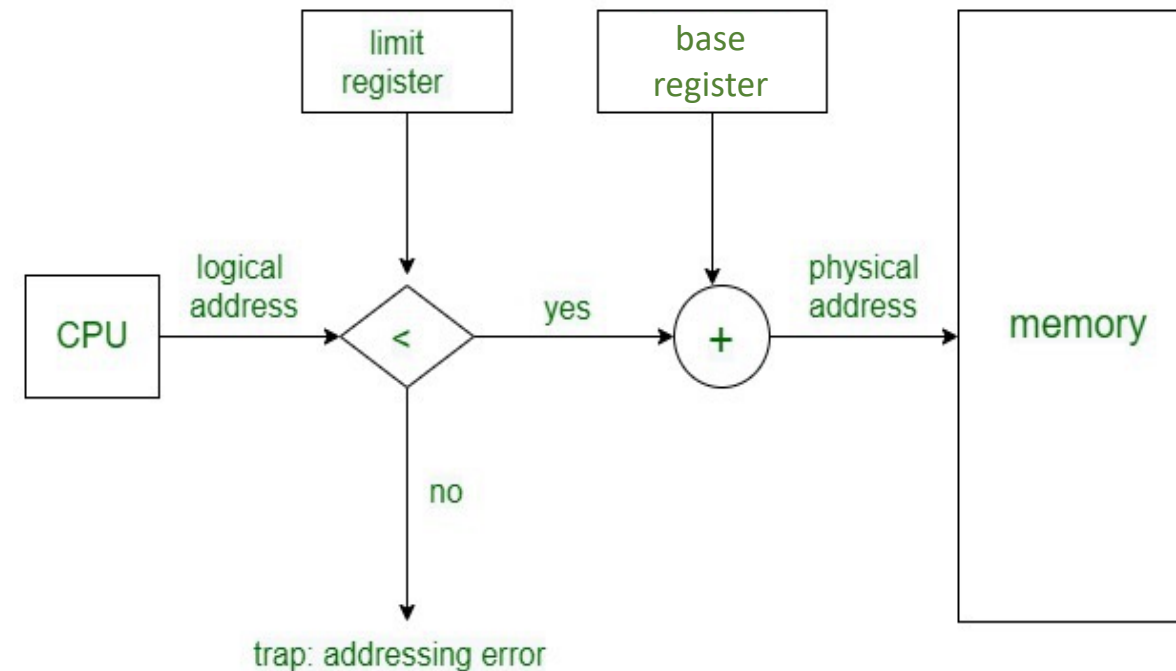 limit
register
base
register
logical
address
physical
address
CPU
<
yes
+
memory
no
trap: addressing error